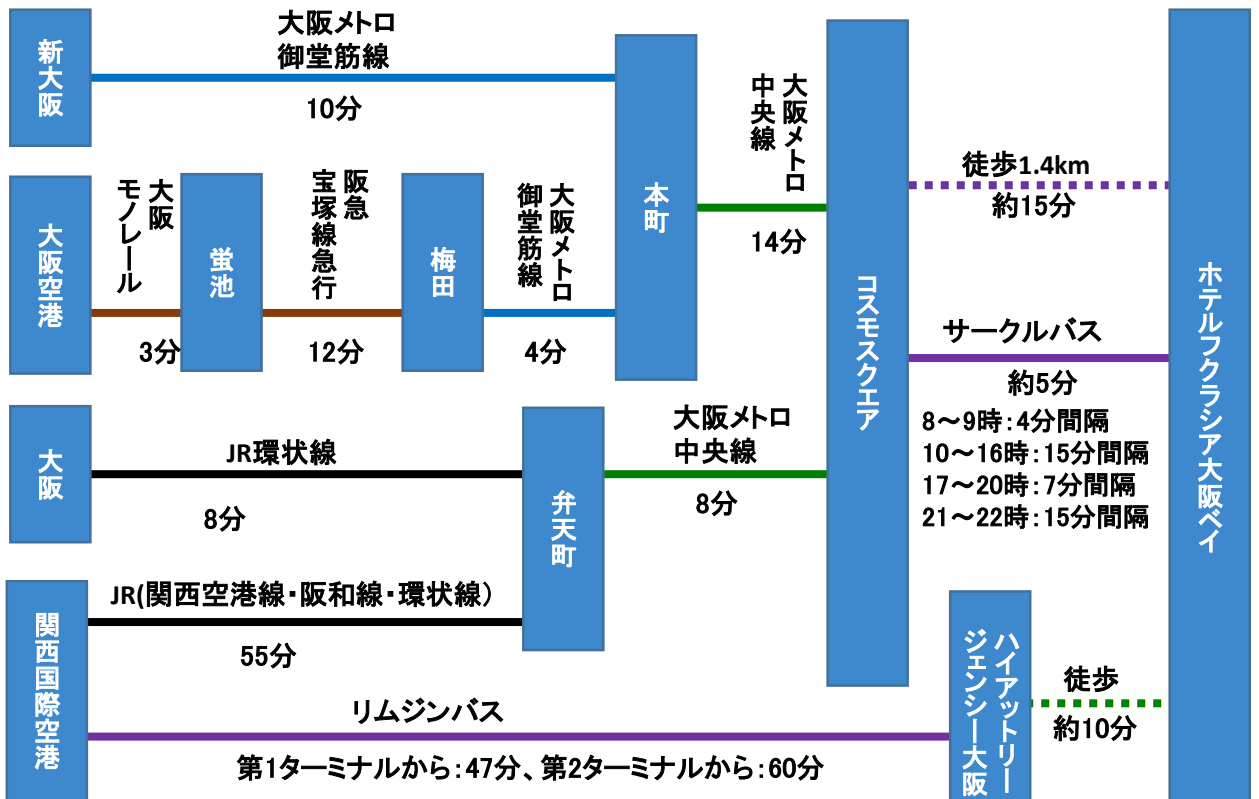 新大阪
大阪メトロ
御堂筋線
10分
大阪空港
大阪
モノレール
3分
蛍池
阪急
宝塚線急行
12分
梅田
大阪メトロ
御堂筋線
4分
本町
大阪メトロ
中央線
14分
大阪
JR環状線
8分
弁天町
大阪メトロ
中央線
8分
関西国際空港
JR(関西空港線・阪和線・環状線）
55分
リムジンバス
第1ターミナルから：47分、第2ターミナルから：60分
コスモスクエア
徒歩1.4km
約15分
サークルバス
約5分
8～9時：4分間隔
10～16時：15分間隔
17～20時：7分間隔
21～22時：15分間隔
ハイアットリー
ジェンシー大阪
徒歩
約10分
ホテルフクラシア大阪ベイ